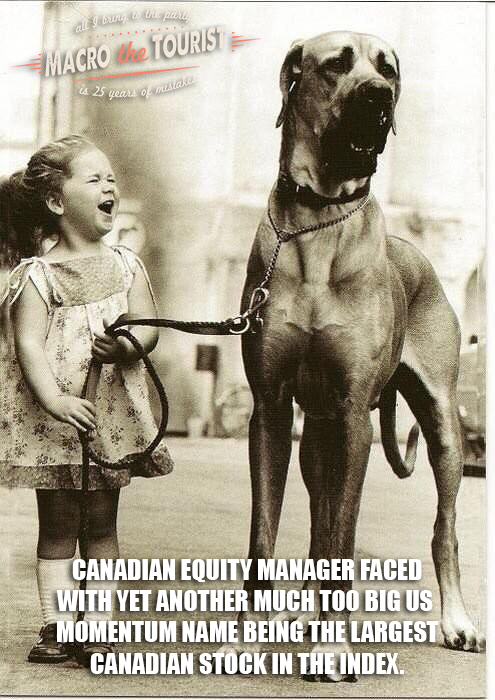 all I bring to the party
MACRO the TOURIST
is 25 years of mistakes
CANADIAN EQUITY MANAGER FACED
WITH YET ANOTHER MUCH TOO BIG US
MOMENTUM NAME BEING THE LARGEST
CANADIAN STOCK IN THE INDEX.